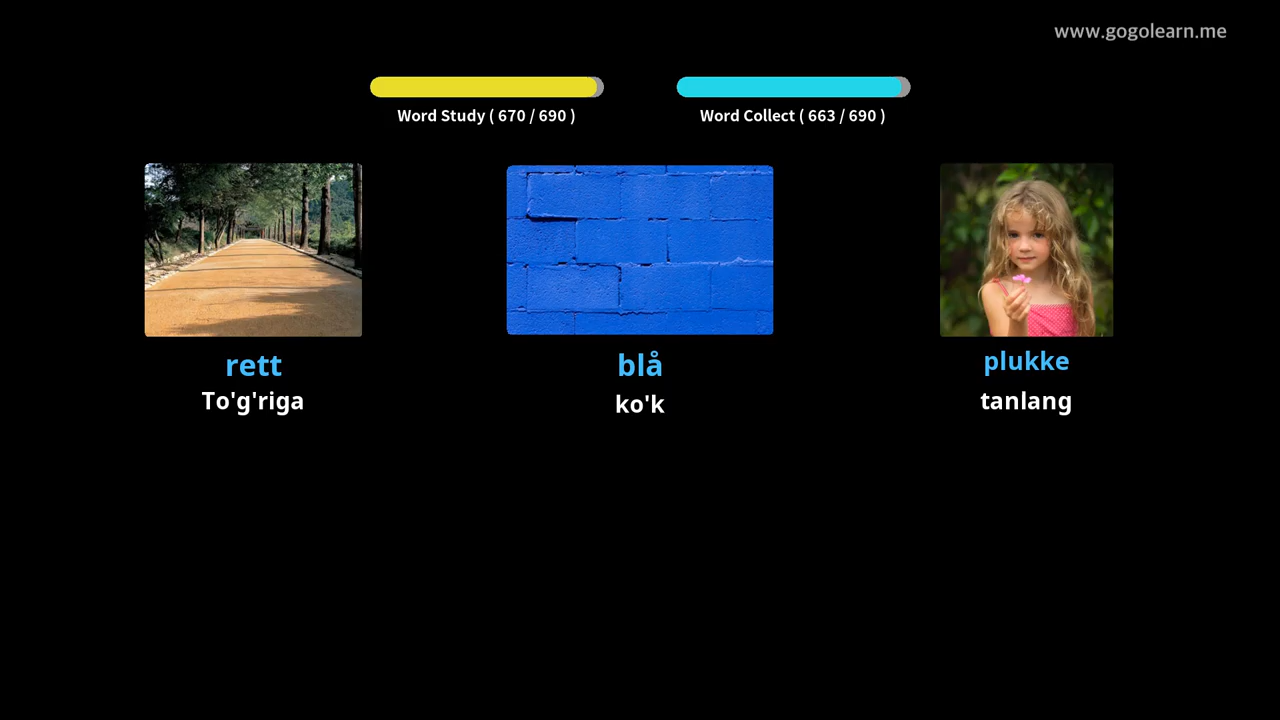 www.gogolearn.me
Word Study ( 670 / 690 )
Word Collect ( 663 / 690 )
rett
To'g'riga
blå
ko'k
plukke
tanlang